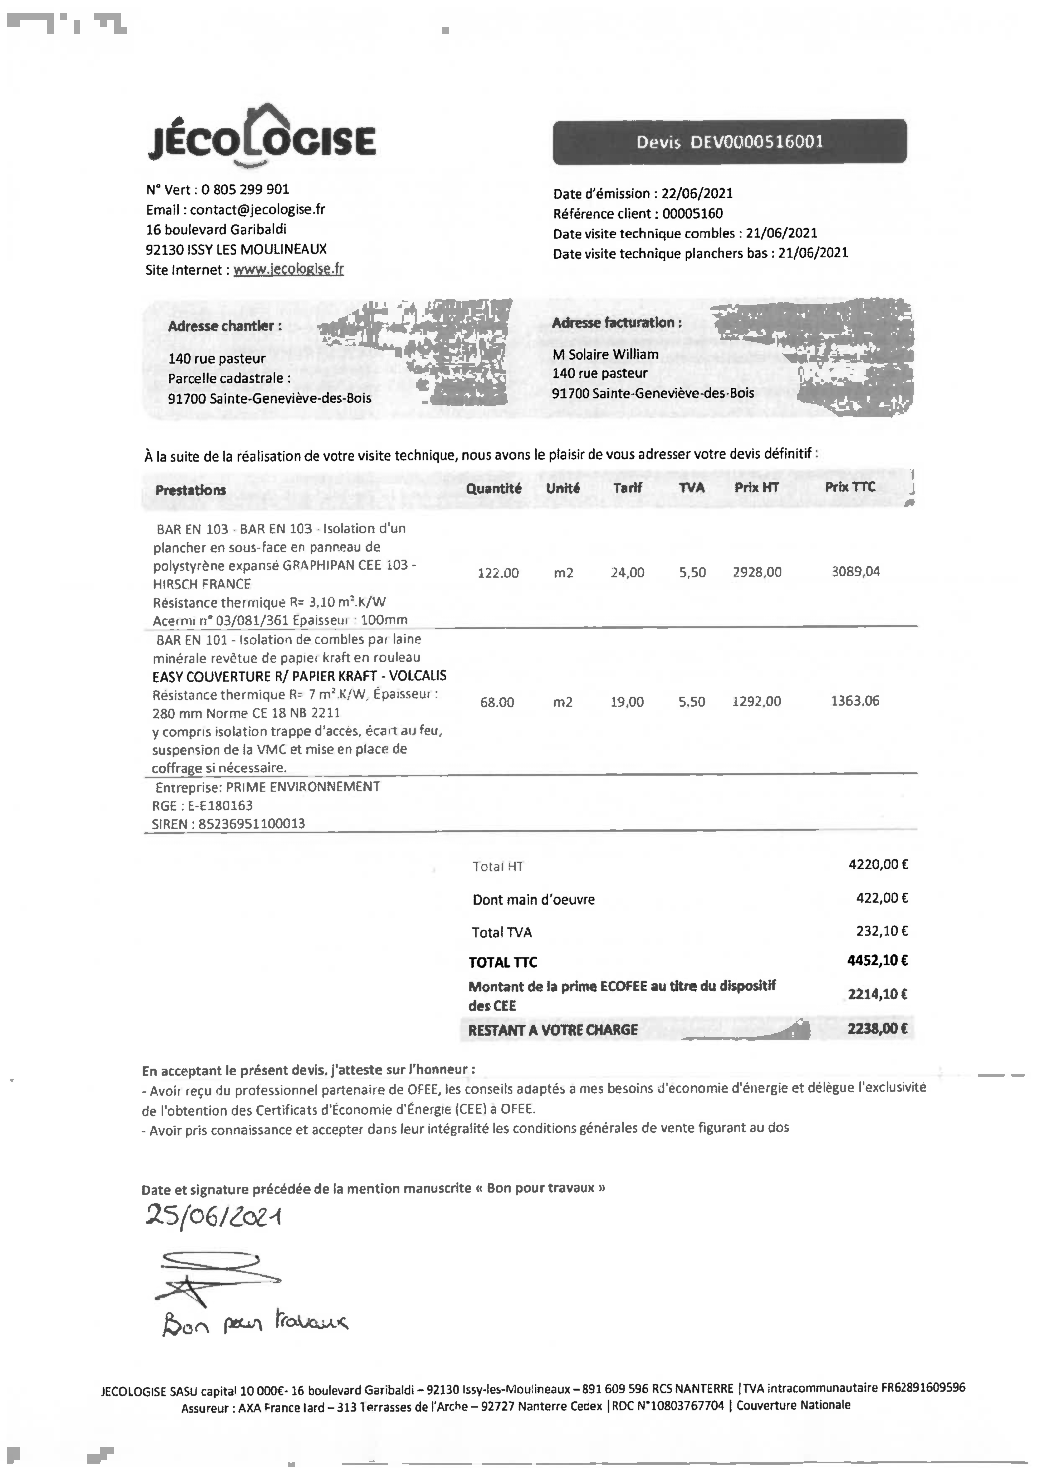 JÉCOLOGISE
Devis DEV0000516001
N° Vert : 0 805 299 901
Email : contact@jecologise.fr
16 boulevard Garibaldi
92130 ISSY LES MOULINEAUX
Site Internet : www.jecologise.fr
Date d'émission : 22/06/2021
Référence client : 00005160
Date visite technique combles : 21/06/2021
Date visite technique planchers bas : 21/06/2021
Adresse chantier :
140 rue pasteur
Parcelle cadastrale :
91700 Sainte-Geneviève-des-Bois
Adresse facturation :
M Solaire William
140 rue pasteur
91700 Sainte-Geneviève-des-Bois
À la suite de la réalisation de votre visite technique, nous avons le plaisir de vous adresser votre devis définitif :
Prestations Quantité Unité Tarif TVA Prix HT Prix TTC
BAR EN 103 - BAR EN 103 - Isolation d'un
plancher en sous-face en panneau de
polystyrène expansé GRAPHIPAN CEE 103 -
HIRSCH FRANCE
Résistance thermique R= 3,10 m².K/W
Acermi n° 03/081/361 Epaisseur : 100mm
122.00 m2 24,00 5,50 2928,00 3089,04
BAR EN 101 - Isolation de combles par laine
minérale revêtue de papier kraft en rouleau
EASY COUVERTURE R/ PAPIER KRAFT - VOLCALIS
Résistance thermique R= 7 m².K/W, Épaisseur :
280 mm Norme CE 18 NB 2211
y compris isolation trappe d'accès, écart au feu,
suspension de la VMC et mise en place de
coffrage si nécessaire.
68.00 m2 19,00 5.50 1292,00 1363.06
Entreprise: PRIME ENVIRONNEMENT
RGE : E-E180163
SIREN : 85236951100013
Total HT 4220,00 €
Dont main d'oeuvre 422,00 €
Total TVA 232,10 €
TOTAL TTC 4452,10 €
Montant de la prime ECOFEE au titre du dispositif
des CEE 2214,10 €
RESTANT A VOTRE CHARGE 2238,00 €
En acceptant le présent devis, j'atteste sur l'honneur :
- Avoir reçu du professionnel partenaire de OFEE, les conseils adaptés à mes besoins d'économie d'énergie et délègue l'exclusivité
de l'obtention des Certificats d'Économie d'Énergie (CEE) à OFEE.
- Avoir pris connaissance et accepter dans leur intégralité les conditions générales de vente figurant au dos
Date et signature précédée de la mention manuscrite « Bon pour travaux »
25/06/2021
Bon pour travaux
JECOLOGISE SASU capital 10 000€- 16 boulevard Garibaldi – 92130 Issy-les-Moulineaux – 891 609 596 RCS NANTERRE | TVA intracommunautaire FR62891609596
Assureur : AXA France Iard – 313 Terrasses de l'Arche – 92727 Nanterre Cedex | RDC N°10803767704 | Couverture Nationale